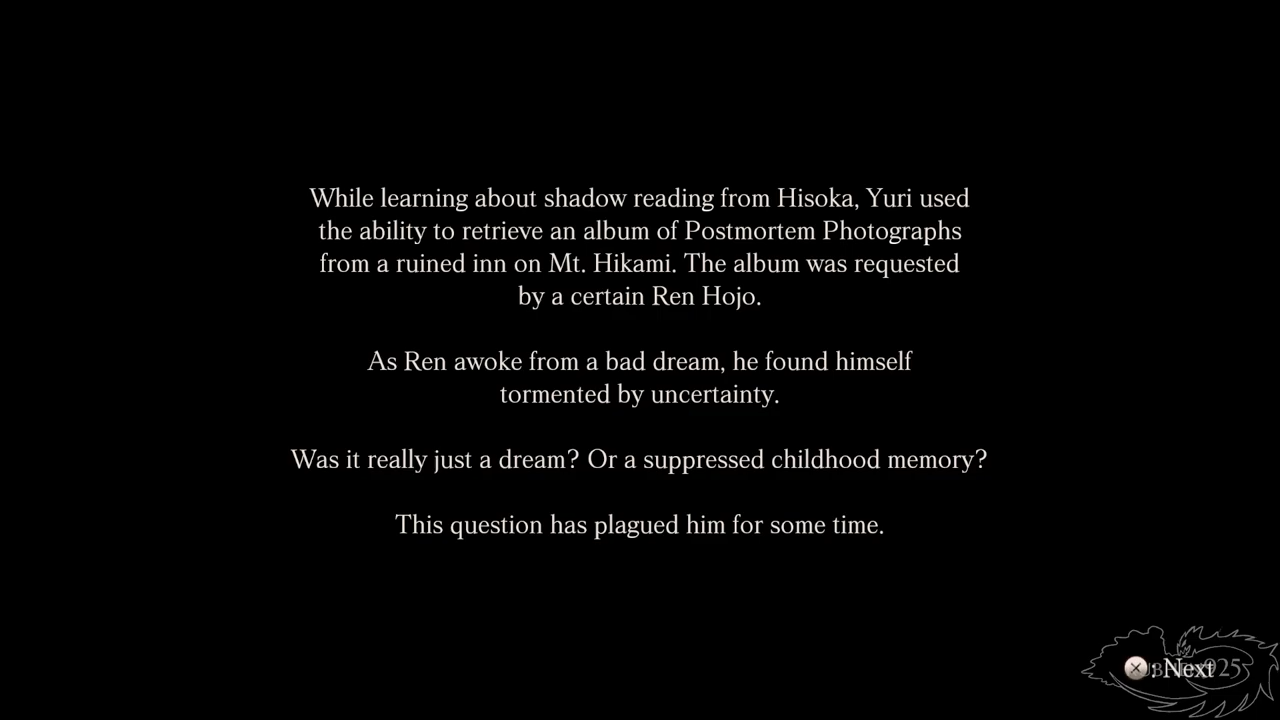 While learning about shadow reading from Hisoka, Yuri used
the ability to retrieve an album of Postmortem Photographs
from a ruined inn on Mt. Hikami. The album was requested
by a certain Ren Hojo.
As Ren awoke from a bad dream, he found himself
tormented by uncertainty.
Was it really just a dream? Or a suppressed childhood memory?
This question has plagued him for some time.
: Next